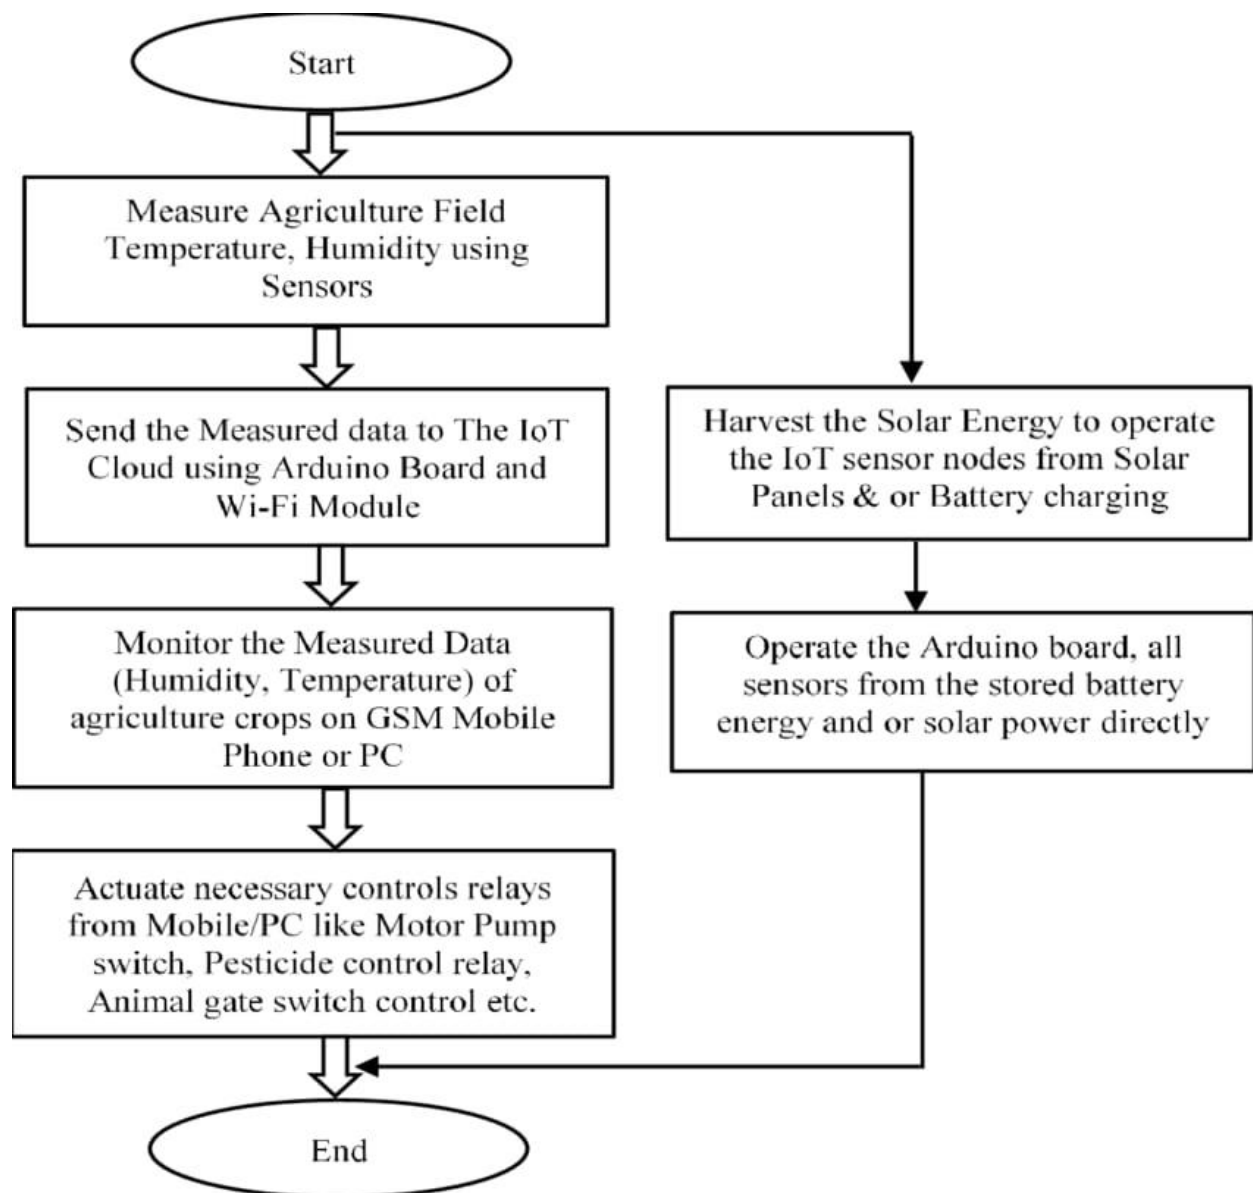 Start
Measure Agriculture Field
Temperature, Humidity using
Sensors
Send the Measured data to The IoT
Cloud using Arduino Board and
Wi-Fi Module
Monitor the Measured Data
(Humidity, Temperature) of
agriculture crops on GSM Mobile
Phone or PC
Actuate necessary controls relays
from Mobile/PC like Motor Pump
switch, Pesticide control relay,
Animal gate switch control etc.
Harvest the Solar Energy to operate
the IoT sensor nodes from Solar
Panels & or Battery charging
Operate the Arduino board, all
sensors from the stored battery
energy and or solar power directly
End